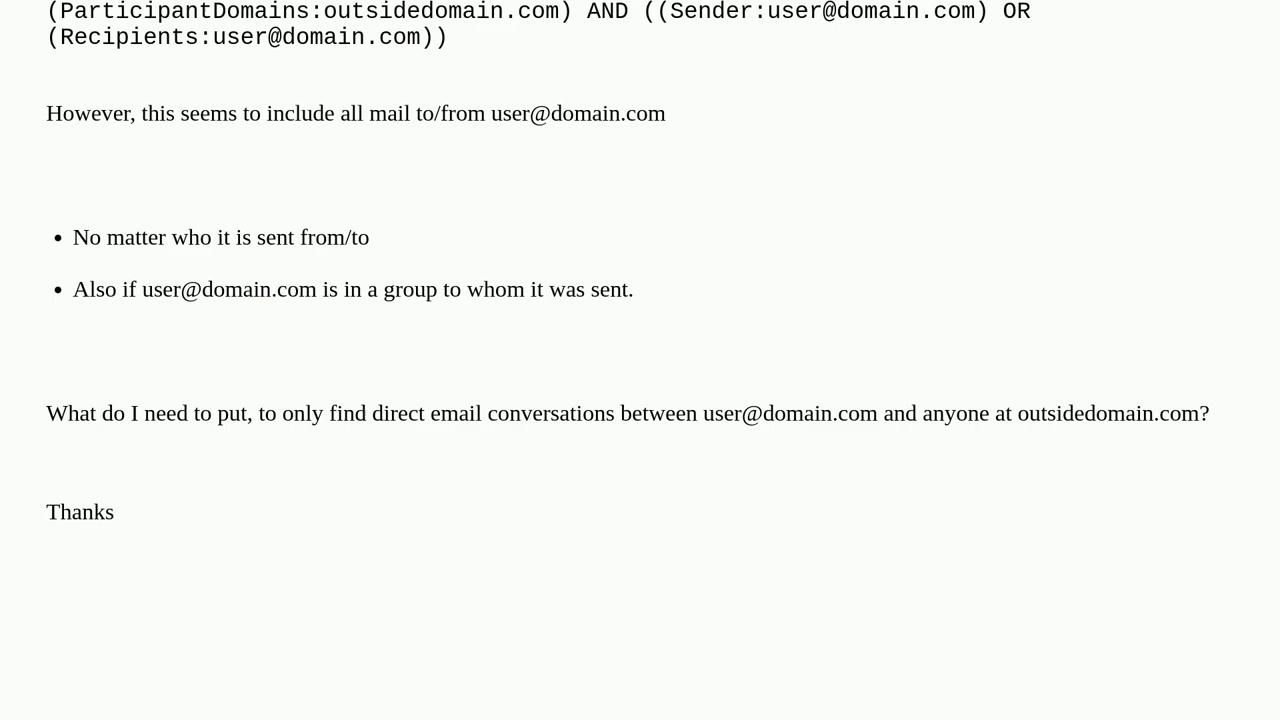 (ParticipantDomains:outsidedomain.com) AND ((Sender:user@domain.com) OR
(Recipients:user@domain.com))
However, this seems to include all mail to/from user@domain.com
• No matter who it is sent from/to
• Also if user@domain.com is in a group to whom it was sent.
What do I need to put, to only find direct email conversations between user@domain.com and anyone at outsidedomain.com?
Thanks